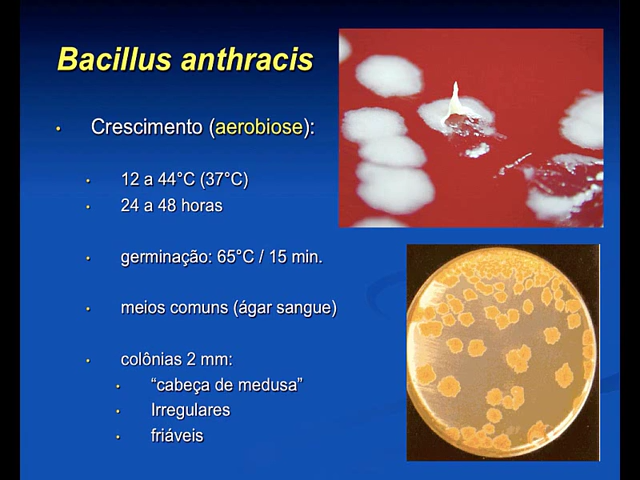 Bacillus anthracis
• Crescimento (aerobiose):
• 12 a 44°C (37°C)
• 24 a 48 horas
• germinação: 65°C / 15 min.
• meios comuns (ágar sangue)
• colônias 2 mm:
• “cabeça de medusa”
• Irregulares
• friáveis